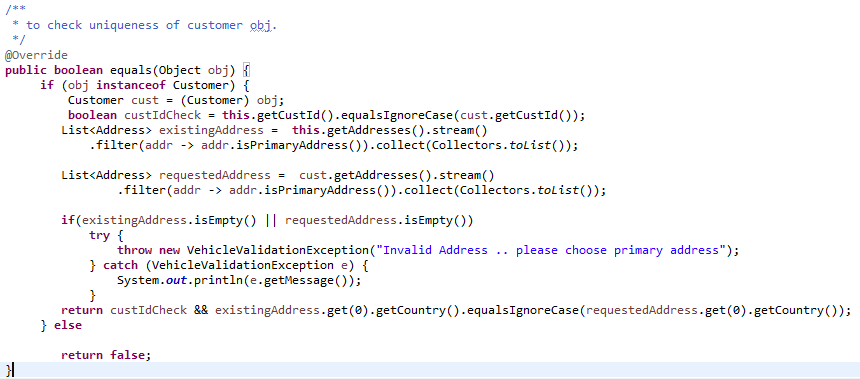 /**
 * to check uniqueness of customer obj.
 */
@Override
public boolean equals(Object obj) {
    if (obj instanceof Customer) {
        Customer cust = (Customer) obj;
        boolean custIdCheck = this.getCustId().equalsIgnoreCase(cust.getCustId());
        List<Address> existingAddress =  this.getAddresses().stream()
            .filter(addr -> addr.isPrimaryAddress()).collect(Collectors.toList());

        List<Address> requestedAddress =  cust.getAddresses().stream()
                .filter(addr -> addr.isPrimaryAddress()).collect(Collectors.toList());

        if(existingAddress.isEmpty() || requestedAddress.isEmpty())
            try {
                throw new VehicleValidationException("Invalid Address .. please choose primary address");
            } catch (VehicleValidationException e) {
                System.out.println(e.getMessage());
            }
        return custIdCheck && existingAddress.get(0).getCountry().equalsIgnoreCase(requestedAddress.get(0).getCountry());
    } else

        return false;
}